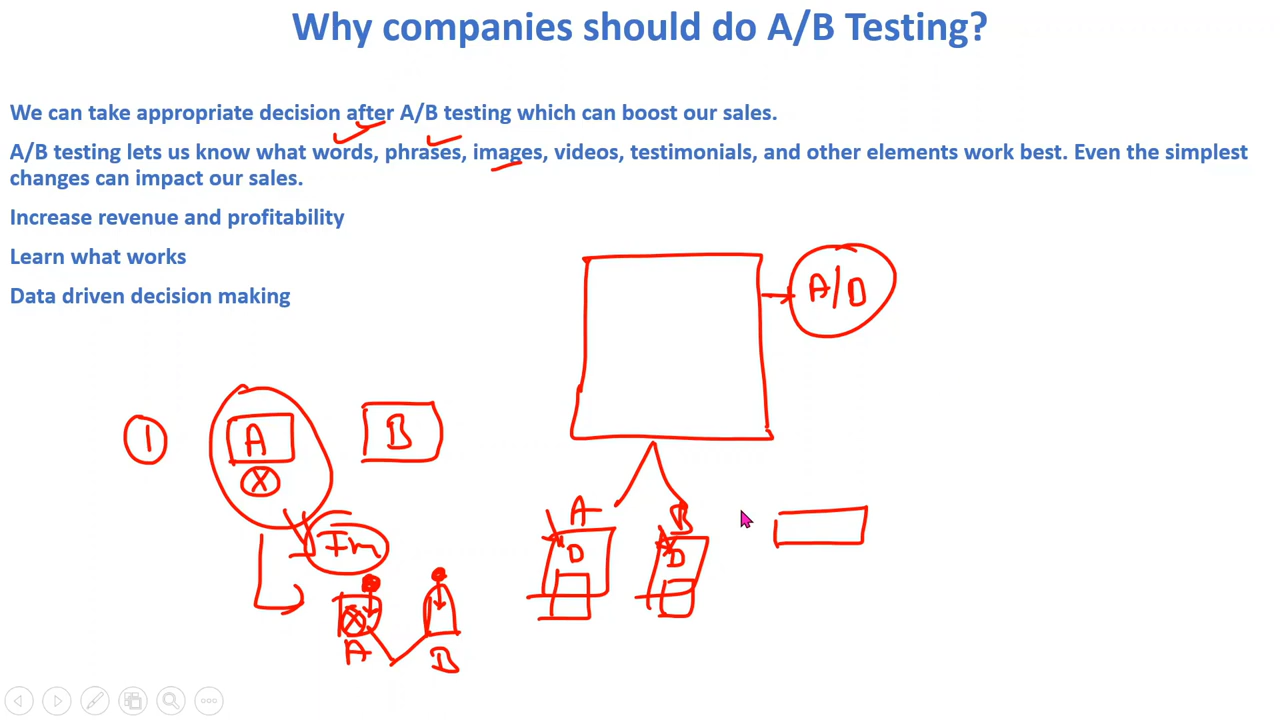 Why companies should do A/B Testing?
We can take appropriate decision after A/B testing which can boost our sales.
A/B testing lets us know what words, phrases, images, videos, testimonials, and other elements work best. Even the simplest
changes can impact our sales.
Increase revenue and profitability
Learn what works
Data driven decision making
A/D
1
A
B
X
Im
A
B
D
D
A
B